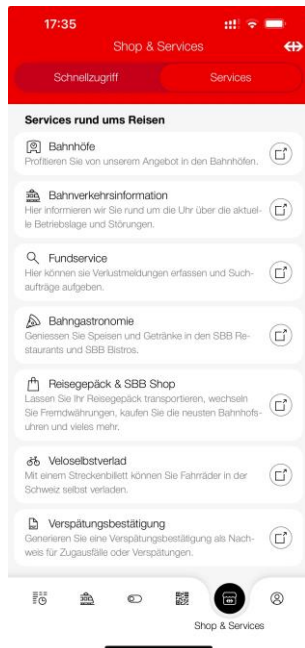 17:35
Shop & Services
Schnellzugriff
Services
Services rund ums Reisen
Bahnhöfe
Profitieren Sie von unserem Angebot in den Bahnhöfen.
Bahnverkehrsinformation
Hier informieren wir Sie rund um die Uhr über die aktuel-
le Betriebslage und Störungen.
Fundservice
Hier können sie Verlustmeldungen erfassen und Such-
aufträge aufgeben.
Bahngastronomie
Geniessen Sie Speisen und Getränke in den SBB Re-
staurants und SBB Bistros.
Reisegepäck & SBB Shop
Lassen Sie Ihr Reisegepäck transportieren, wechseln
Sie Fremdwährungen, kaufen Sie die neusten Bahnhofs-
uhren und vieles mehr.
Veloselbstverlad
Mit einem Streckenbillett können Sie Fahrräder in der
Schweiz selbst verladen.
Verspätungsbestätigung
Generieren Sie eine Verspätungsbestätigung als Nach-
weis für Zugausfälle oder Verspätungen.
Shop & Services